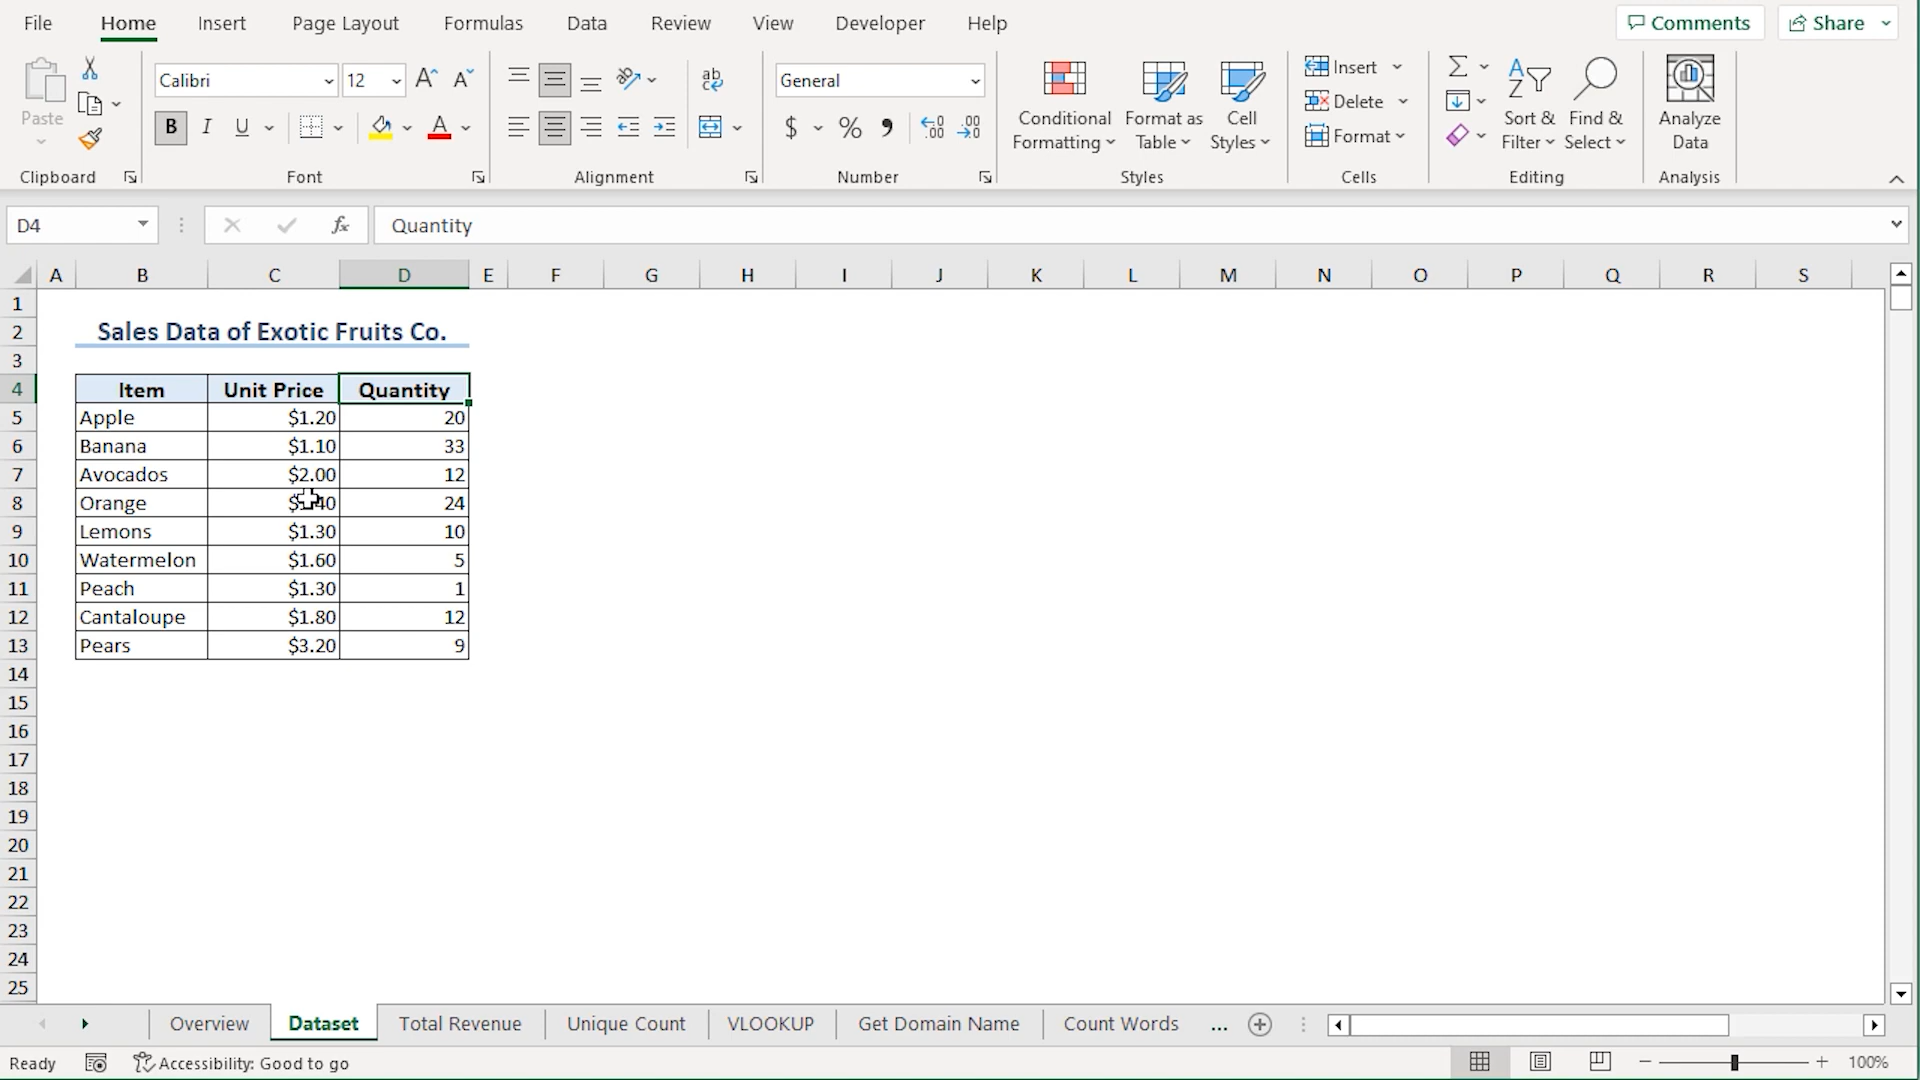 File Home Insert Page Layout Formulas Data Review View Developer Help Comments Share
Paste
Clipboard
Calibri 12
B I U
Font
ab
Alignment
General
$ % 9 .00 .00
Number
Conditional Formatting
Format as Table
Cell Styles
Styles
Insert
Delete
Format
Cells
Sort & Filter
Find & Select
Editing
Analyze Data
Analysis
D4 fx Quantity
A B C D E F G H I J K L M N O P Q R S
1
2 Sales Data of Exotic Fruits Co.
3
4 Item Unit Price Quantity
5 Apple $1.20 20
6 Banana $1.10 33
7 Avocados $2.00 12
8 Orange 24
9 Lemons $1.30 10
10 Watermelon $1.60 5
11 Peach $1.30 1
12 Cantaloupe $1.80 12
13 Pears $3.20 9
14
15
16
17
18
19
20
21
22
23
24
25
Overview Dataset Total Revenue Unique Count VLOOKUP Get Domain Name Count Words ...
Ready Accessibility: Good to go 100%